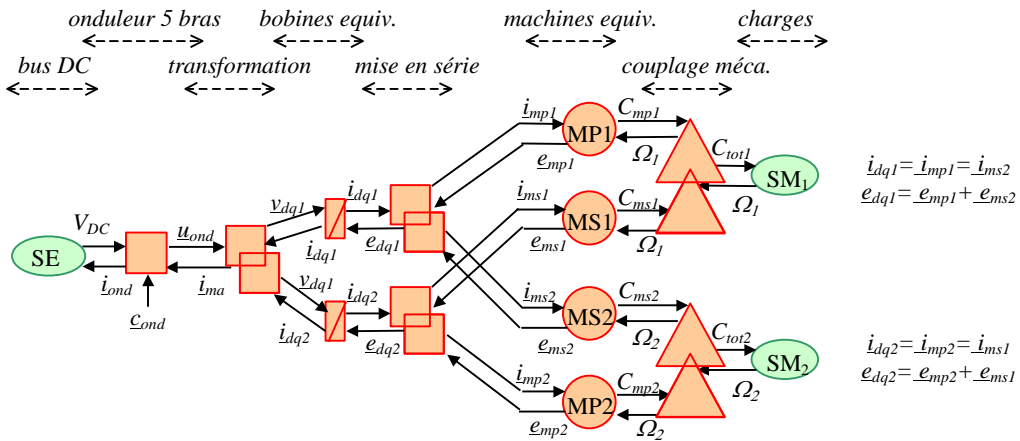 onduleur 5 bras bobines equiv. machines equiv. charges
bus DC transformation mise en série couplage méca.
i_mp1 C_mp1
MP1
e_mp1 Ω_1
C_tot1
i_dq1 = i_mp1 = i_ms2
SM_1
i_dq1 i_ms1 C_ms1
e_dq1 = e_mp1 + e_ms2
v_dq1 MS1 Ω_1
V_DC u_ond e_dq1 e_ms1 Ω_1
i_dq1
SE
i_ond i_ma v_dq1 i_dq2 i_ms2 C_ms2
c_ond MS2
i_dq2 e_dq2 e_ms2 Ω_2
C_tot2
i_dq2 = i_mp2 = i_ms1
SM_2
i_mp2 C_mp2
e_dq2 = e_mp2 + e_ms1
MP2 Ω_2
e_mp2 Ω_2